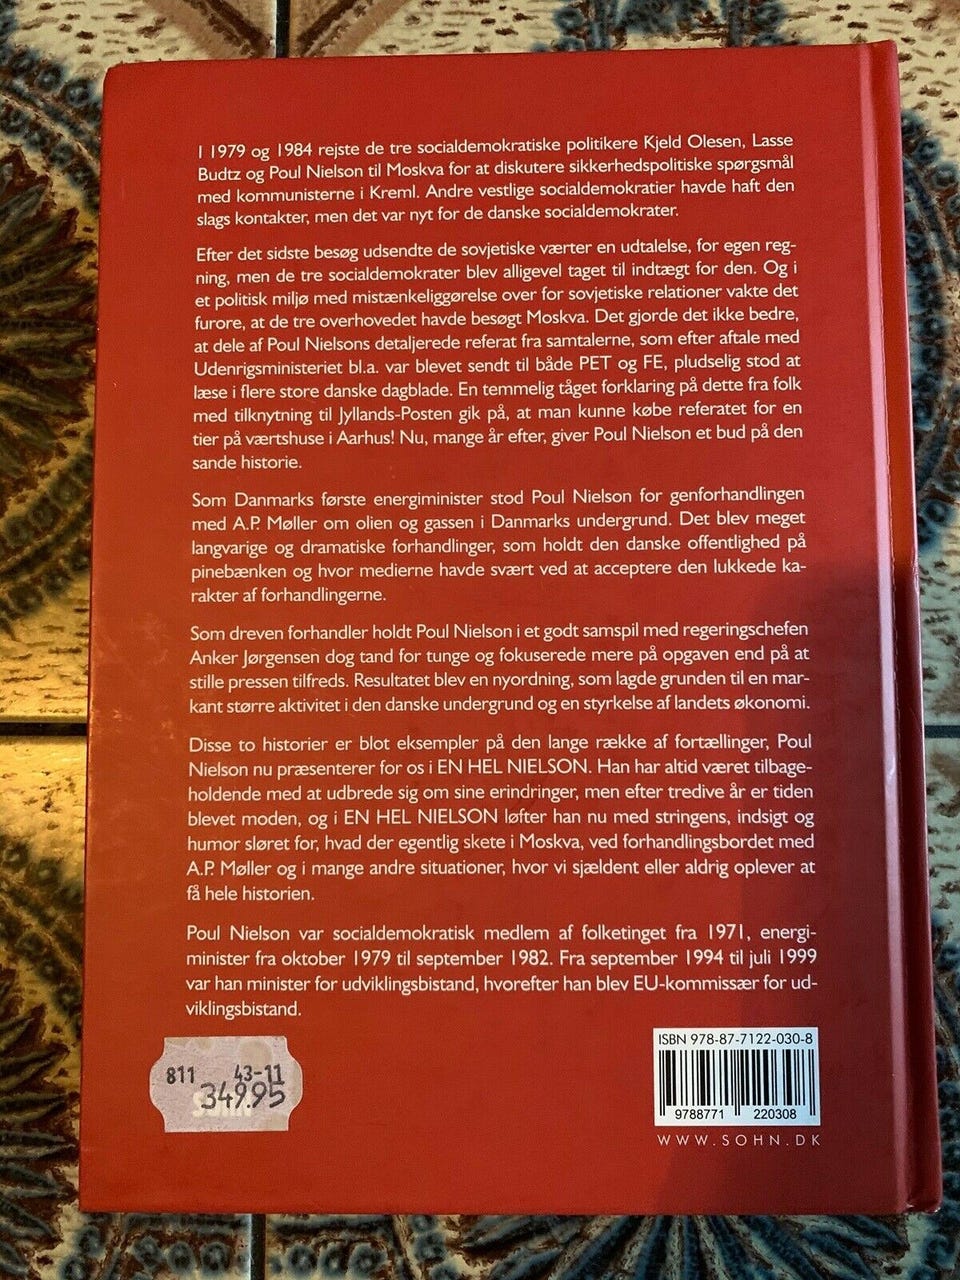 I 1979 og 1984 rejste de tre socialdemokratiske politikere Kjeld Olesen, Lasse
Budtz og Poul Nielson til Moskva for at diskutere sikkerhedspolitiske spørgsmål
med kommunisterne i Kreml. Andre vestlige socialdemokratier havde haft den
slags kontakter, men det var nyt for de danske socialdemokrater.
Efter det sidste besøg udsendte de sovjetiske værter en udtalelse, for egen reg-
ning, men de tre socialdemokrater blev alligevel taget til indtægt for den. Og i
et politisk miljø med mistænkeliggørelse over for sovjetiske relationer vakte det
furore, at de tre overhovedet havde besøgt Moskva. Det gjorde det ikke bedre,
at dele af Poul Nielsons detaljerede referat fra samtalerne, som efter aftale med
Udenrigsministeriet bl.a. var blevet sendt til både PET og FE, pludselig stod at
læse i flere store danske dagblade. En temmelig tåget forklaring på dette fra folk
med tilknytning til Jyllands-Posten gik på, at man kunne købe referatet for en
tier på værtshuse i Aarhus! Nu, mange år efter, giver Poul Nielson et bud på den
sande historie.
Som Danmarks første energiminister stod Poul Nielson for genforhandlingen
med A.P. Møller om olien og gassen i Danmarks undergrund. Det blev meget
langvarige og dramatiske forhandlinger, som holdt den danske offentlighed på
pinebænken og hvor medierne havde svært ved at acceptere den lukkede ka-
rakter af forhandlingerne.
Som dreven forhandler holdt Poul Nielson i et godt samspil med regeringschefen
Anker Jørgensen dog tand for tunge og fokuserede mere på opgaven end på at
stille pressen tilfreds. Resultatet blev en nyordning, som lagde grunden til en mar-
kant større aktivitet i den danske undergrund og en styrkelse af landets økonomi.
Disse to historier er blot eksempler på den lange række af fortællinger, Poul
Nielson nu præsenterer for os i EN HEL NIELSON. Han har altid været tilbage-
holdende med at udbrede sig om sine erindringer, men efter tredive år er tiden
blevet moden, og i EN HEL NIELSON løfter han nu med stringens, indsigt og
humor sløret for, hvad der egentlig skete i Moskva, ved forhandlingsbordet med
A.P. Møller og i mange andre situationer, hvor vi sjældent eller aldrig oplever at
få hele historien.
Poul Nielson var socialdemokratisk medlem af folketinget fra 1971, energi-
minister fra oktober 1979 til september 1982. Fra september 1994 til juli 1999
var han minister for udviklingsbistand, hvorefter han blev EU-kommissær for ud-
viklingsbistand.
811 43-11
349.95
ISBN 978-87-7122-030-8
9788771 220308
WWW.SOHN.DK